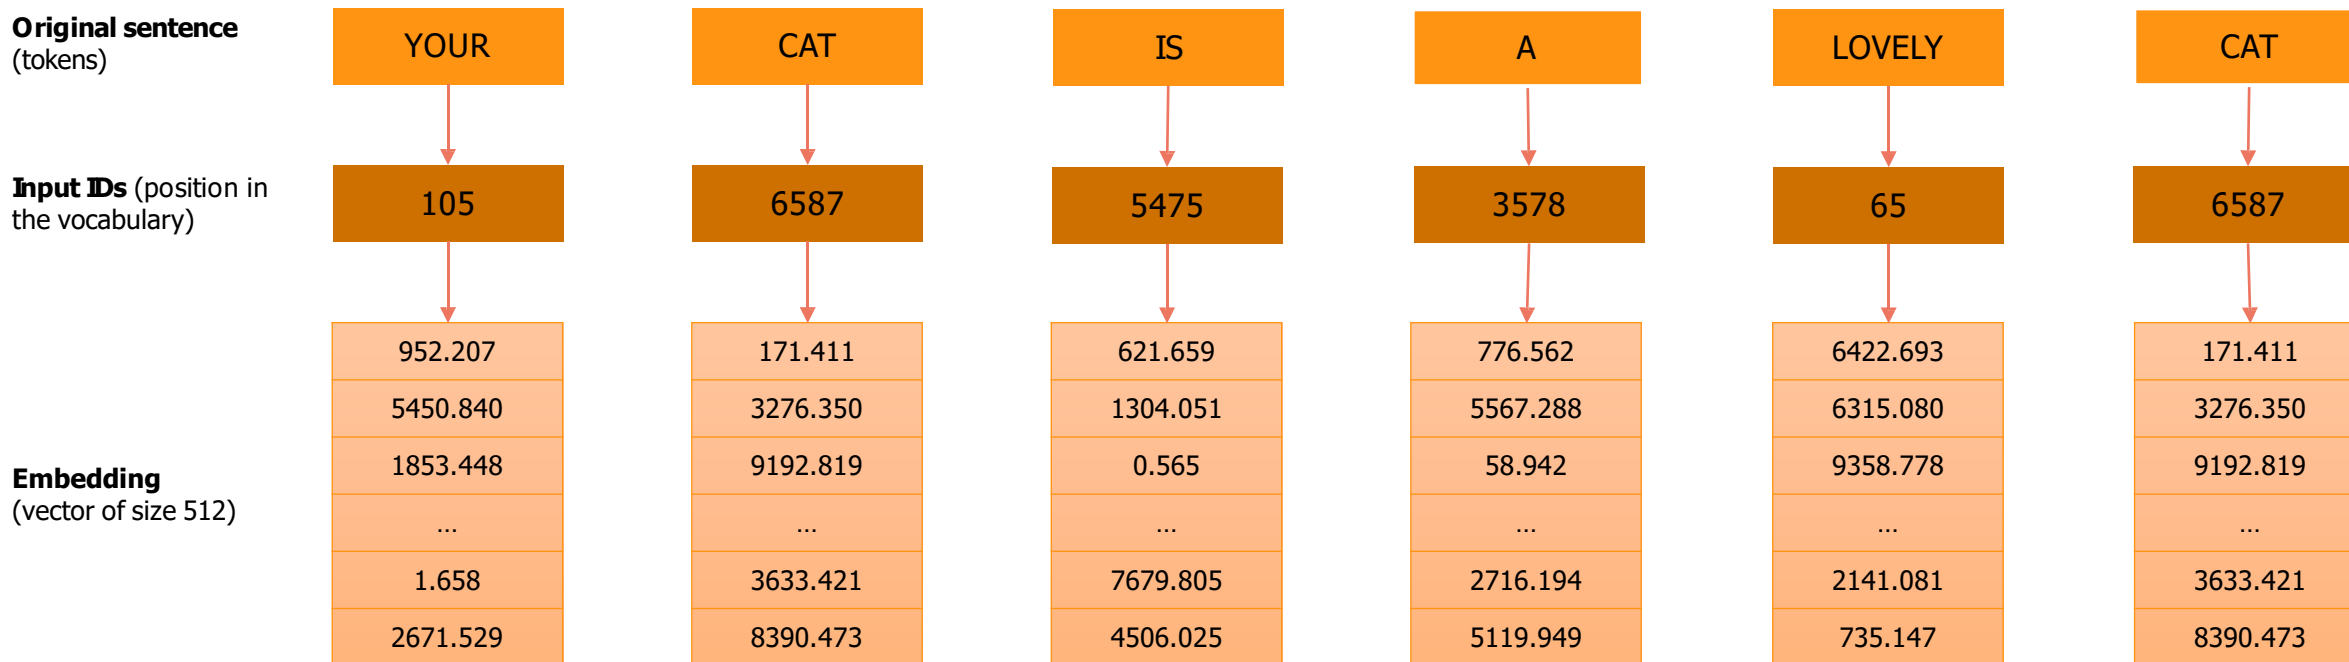 Original sentence
(tokens)
YOUR CAT IS A LOVELY CAT
Input IDs (position in
the vocabulary)
105 6587 5475 3578 65 6587
Embedding
(vector of size 512)
952.207 171.411 621.659 776.562 6422.693 171.411
5450.840 3276.350 1304.051 5567.288 6315.080 3276.350
1853.448 9192.819 0.565 58.942 9358.778 9192.819
... ... ... ... ... ...
1.658 3633.421 7679.805 2716.194 2141.081 3633.421
2671.529 8390.473 4506.025 5119.949 735.147 8390.473